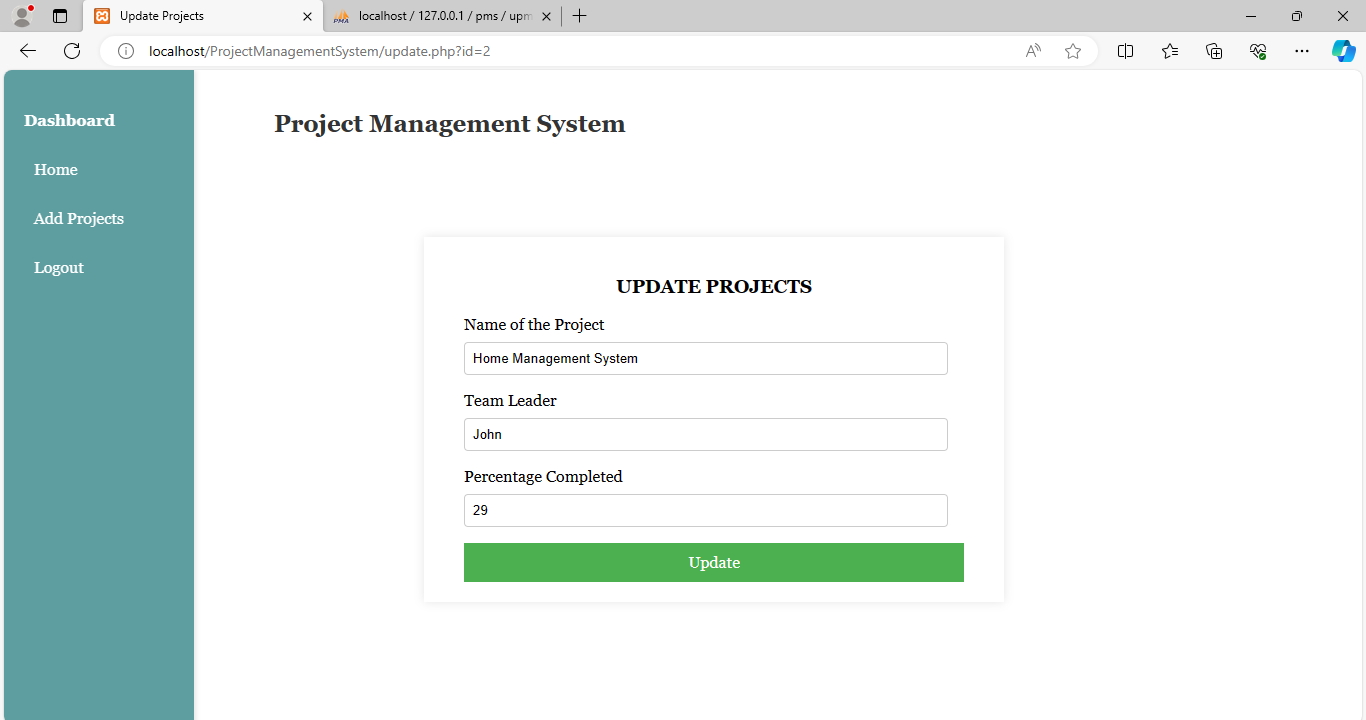 Update Projects
localhost / 127.0.0.1 / pms / upm
localhost/ProjectManagementSystem/update.php?id=2
Dashboard
Home
Add Projects
Logout
Project Management System
UPDATE PROJECTS
Name of the Project
Home Management System
Team Leader
John
Percentage Completed
29
Update